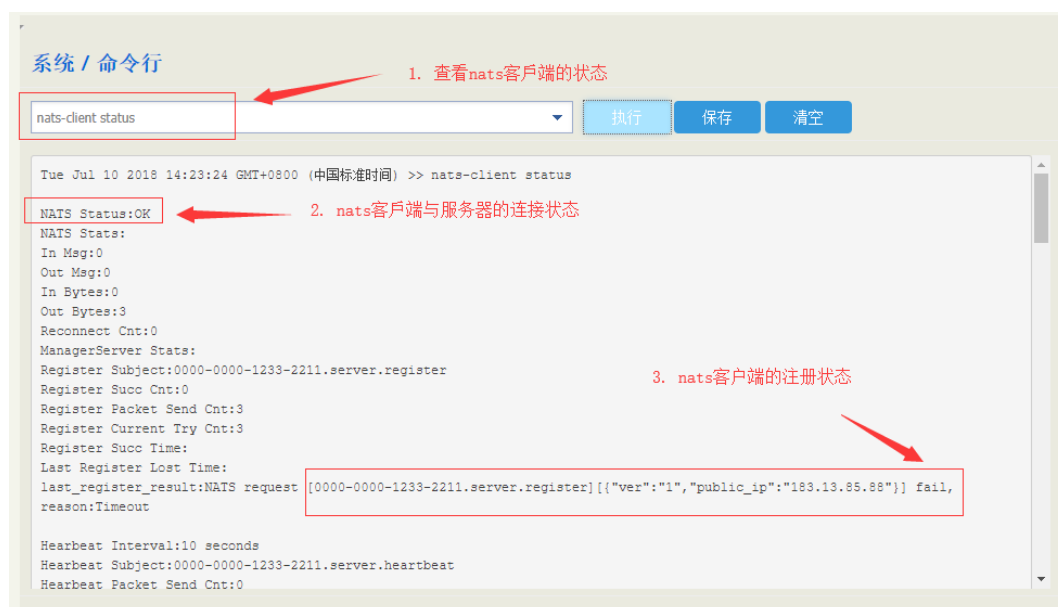 系统 / 命令行
1. 查看nats客戶端的状态
nats-client status
执行
保存
清空
Tue Jul 10 2018 14:23:24 GMT+0800 (中国标准时间) >> nats-client status
NATS Status:OK
2. nats客戶端与服务器的连接状态
NATS Stats:
In Msg:0
Out Msg:0
In Bytes:0
Out Bytes:3
Reconnect Cnt:0
ManagerServer Stats:
Register Subject:0000-0000-1233-2211.server.register
3. nats客户端的注册状态
Register Succ Cnt:0
Register Packet Send Cnt:3
Register Current Try Cnt:3
Register Succ Time:
Last Register Lost Time:
last_register_result:NATS request [0000-0000-1233-2211.server.register][{"ver":"1","public_ip":"183.13.85.88"}] fail,
reason:Timeout
Hearbeat Interval:10 seconds
Hearbeat Subject:0000-0000-1233-2211.server.heartbeat
Hearbeat Packet Send Cnt:0